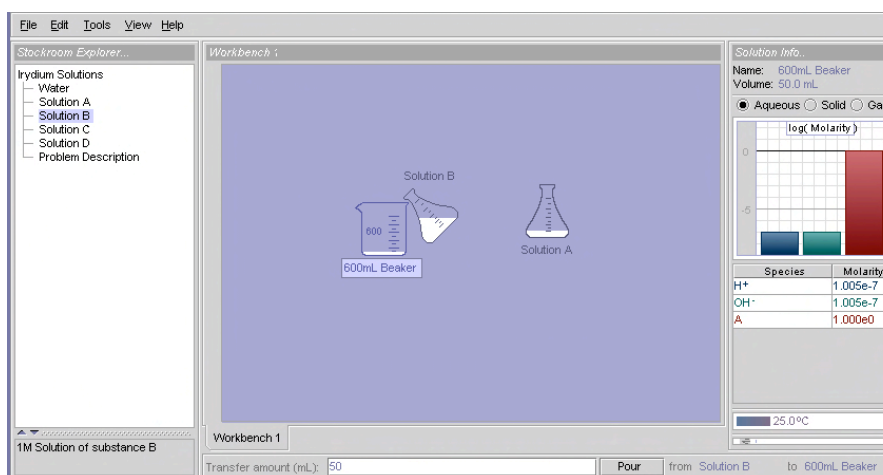 File Edit Tools View Help
Stockroom Explorer...
Irydium Solutions
Water
Solution A
Solution B
Solution C
Solution D
Problem Description
1M Solution of substance B
Workbench 1
Solution B
600
600mL Beaker
Solution A
Workbench 1
Transfer amount (mL): 50 Pour from Solution B to 600mL Beaker
Solution Info..
Name: 600mL Beaker
Volume: 50.0 mL
Aqueous Solid Ga
log( Molarity )
0
-5
Species Molarity
H+ 1.005e-7
OH- 1.005e-7
A 1.000e0
25.0ºC